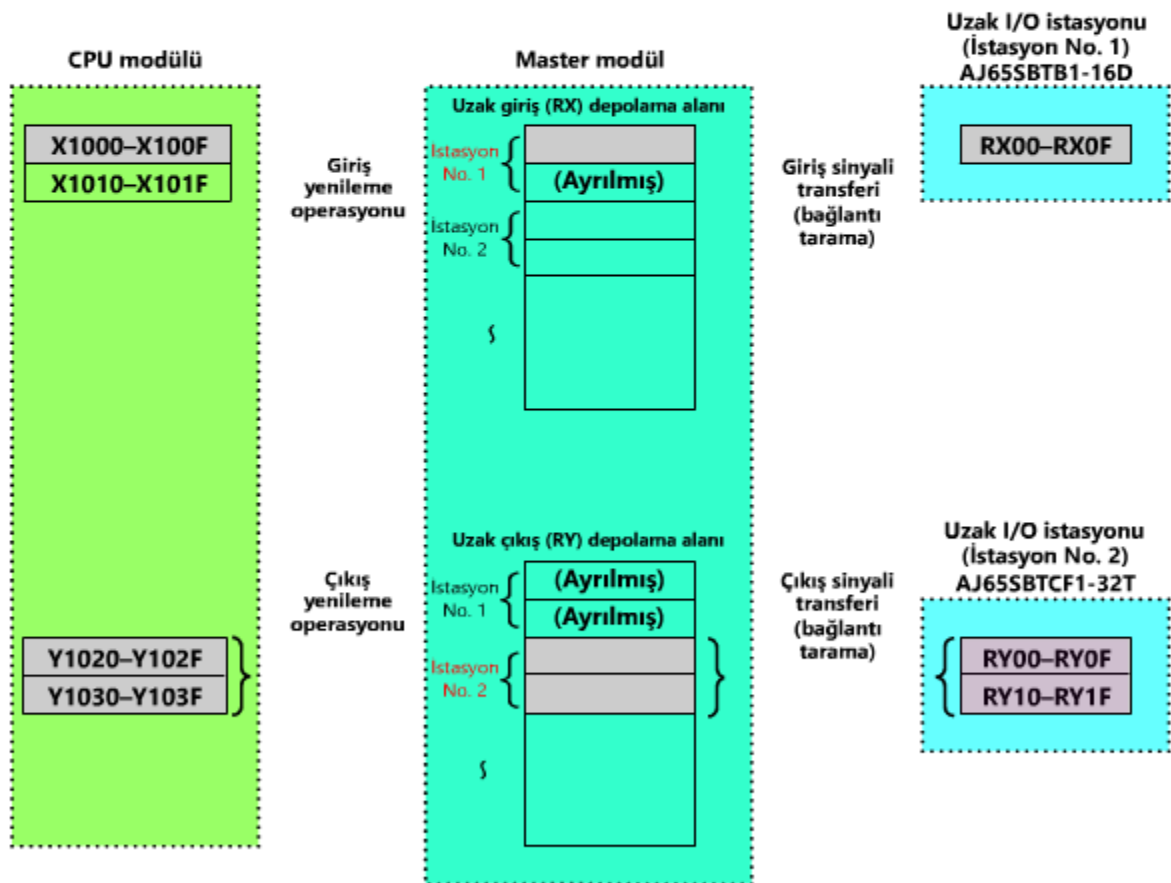 CPU modülü
X1000–X100F
X1010–X101F
Y1020–Y102F
Y1030–Y103F
Giriş
yenileme
operasyonu
Çıkış
yenileme
operasyonu
Master modül
Uzak giriş (RX) depolama alanı
İstasyon
No. 1
(Ayrılmış)
İstasyon
No. 2
Uzak çıkış (RY) depolama alanı
İstasyon
No. 1
(Ayrılmış)
(Ayrılmış)
İstasyon
No. 2
Giriş sinyali
transferi
(bağlantı
tarama)
Çıkış sinyali
transferi
(bağlantı
tarama)
Uzak I/O istasyonu
(İstasyon No. 1)
AJ65SBTB1-16D
RX00–RX0F
Uzak I/O istasyonu
(İstasyon No. 2)
AJ65SBTCF1-32T
RY00–RY0F
RY10–RY1F